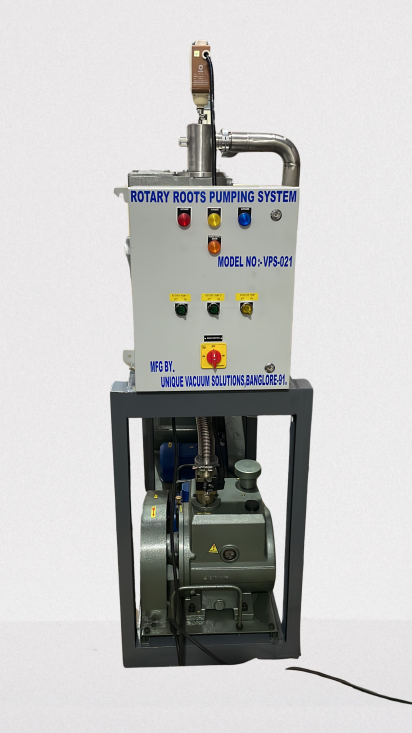 ROTARY ROOTS PUMPING SYSTEM
MODEL NO:-VPS-021
MFG BY.
UNIQUE VACUUM SOLUTIONS,BANGLORE-91.